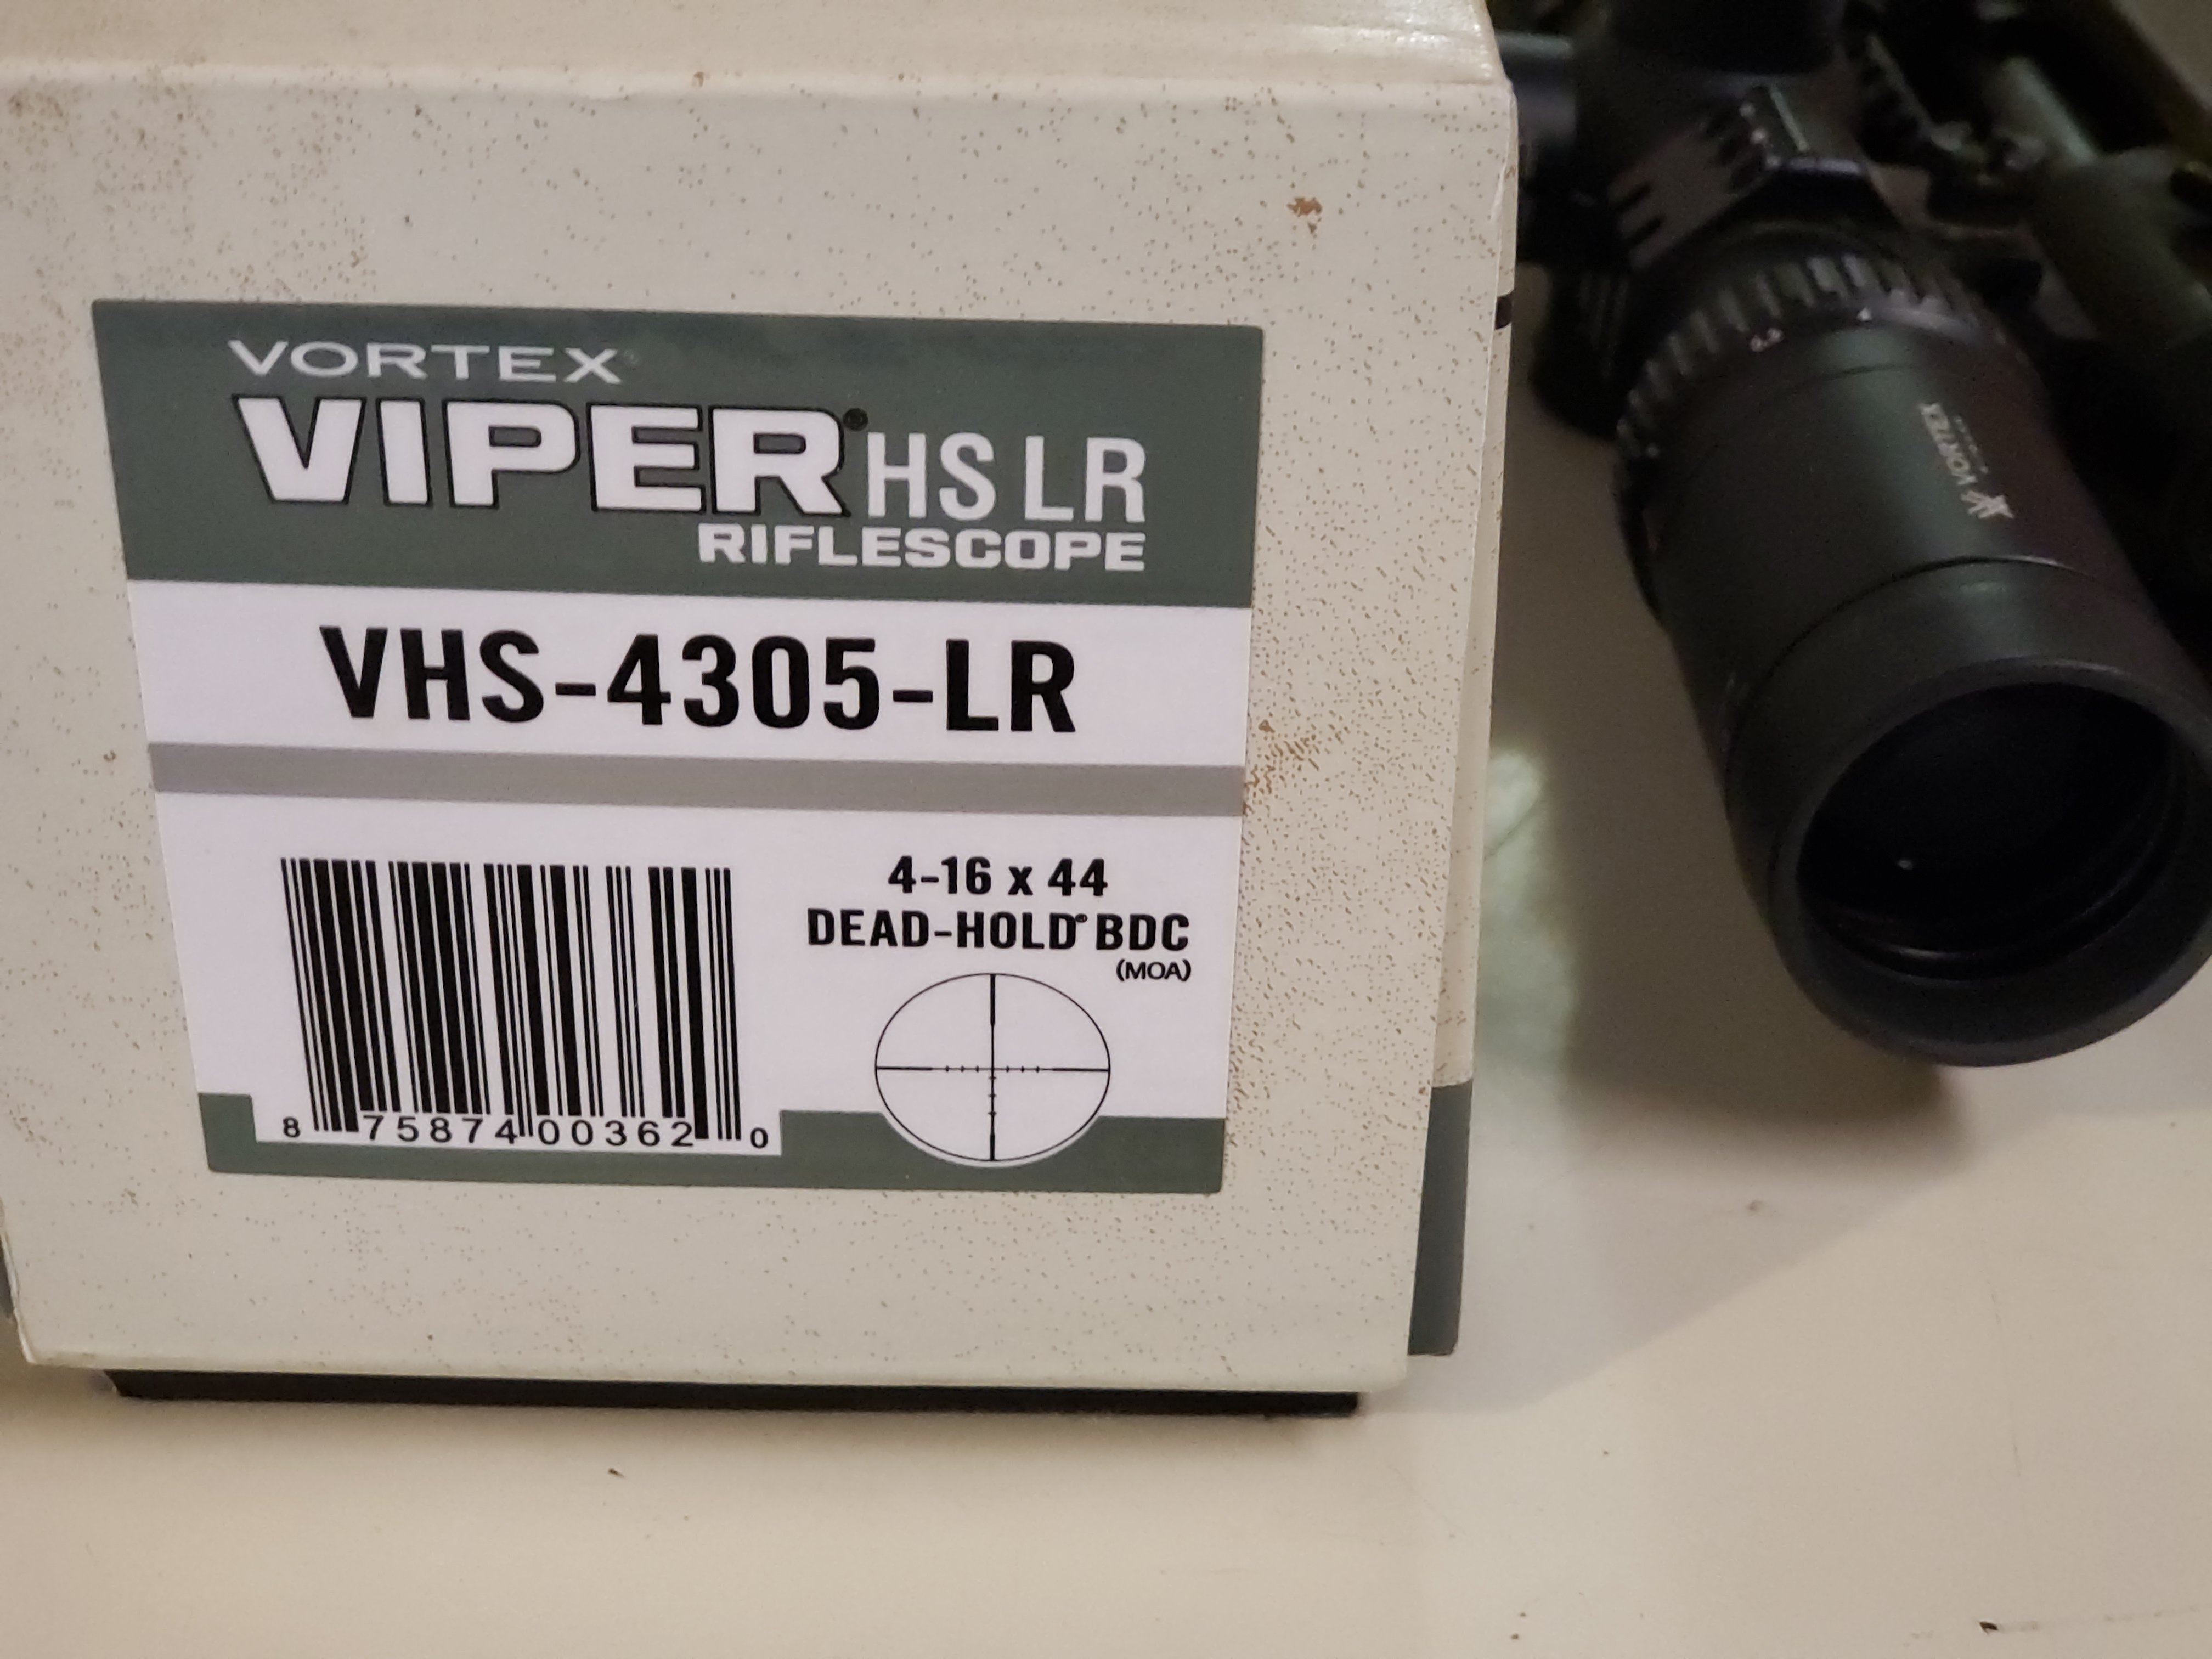 VORTEX
VIPER® HS LR
RIFLESCOPE
VHS-4305-LR
4-16 x 44
DEAD-HOLD® BDC
(MOA)
8 75874 00362 0
VORTEX